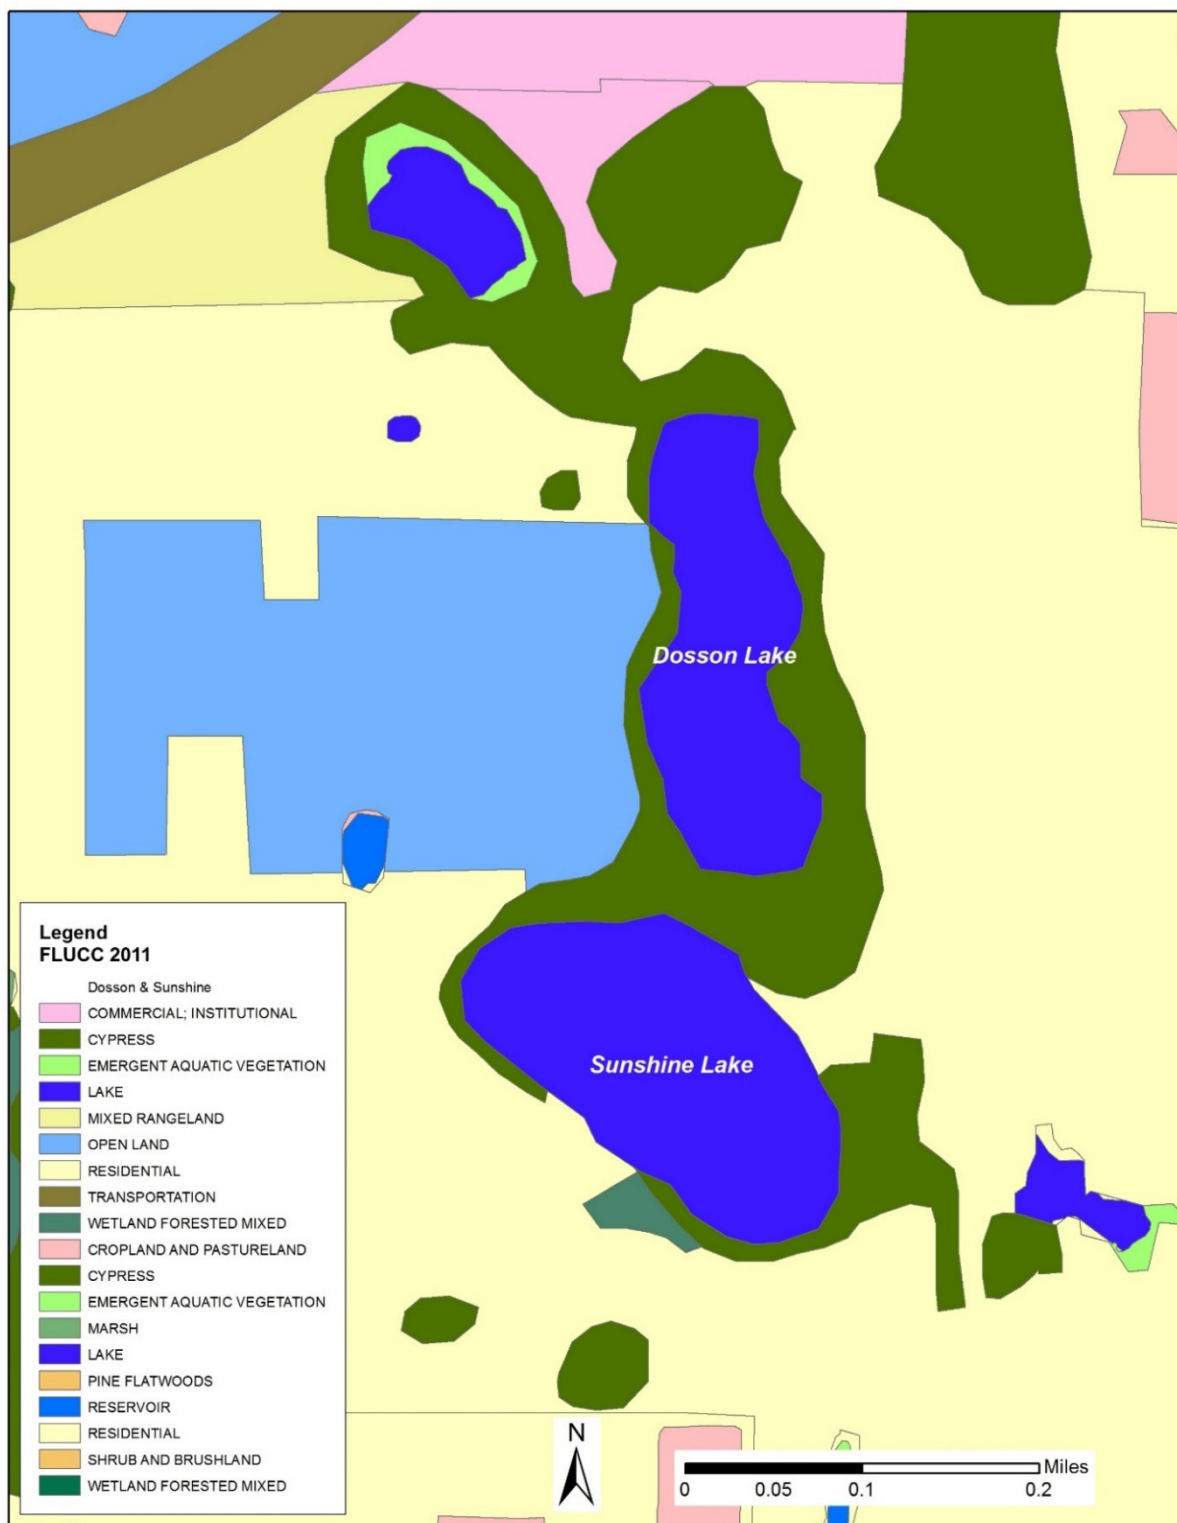 Dosson Lake
Sunshine Lake
Legend
FLUCC 2011
Dosson & Sunshine
COMMERCIAL; INSTITUTIONAL
CYPRESS
EMERGENT AQUATIC VEGETATION
LAKE
MIXED RANGELAND
OPEN LAND
RESIDENTIAL
TRANSPORTATION
WETLAND FORESTED MIXED
CROPLAND AND PASTURELAND
CYPRESS
EMERGENT AQUATIC VEGETATION
MARSH
LAKE
PINE FLATWOODS
RESERVOIR
RESIDENTIAL
SHRUB AND BRUSHLAND
WETLAND FORESTED MIXED
N
Miles
0 0.05 0.1 0.2